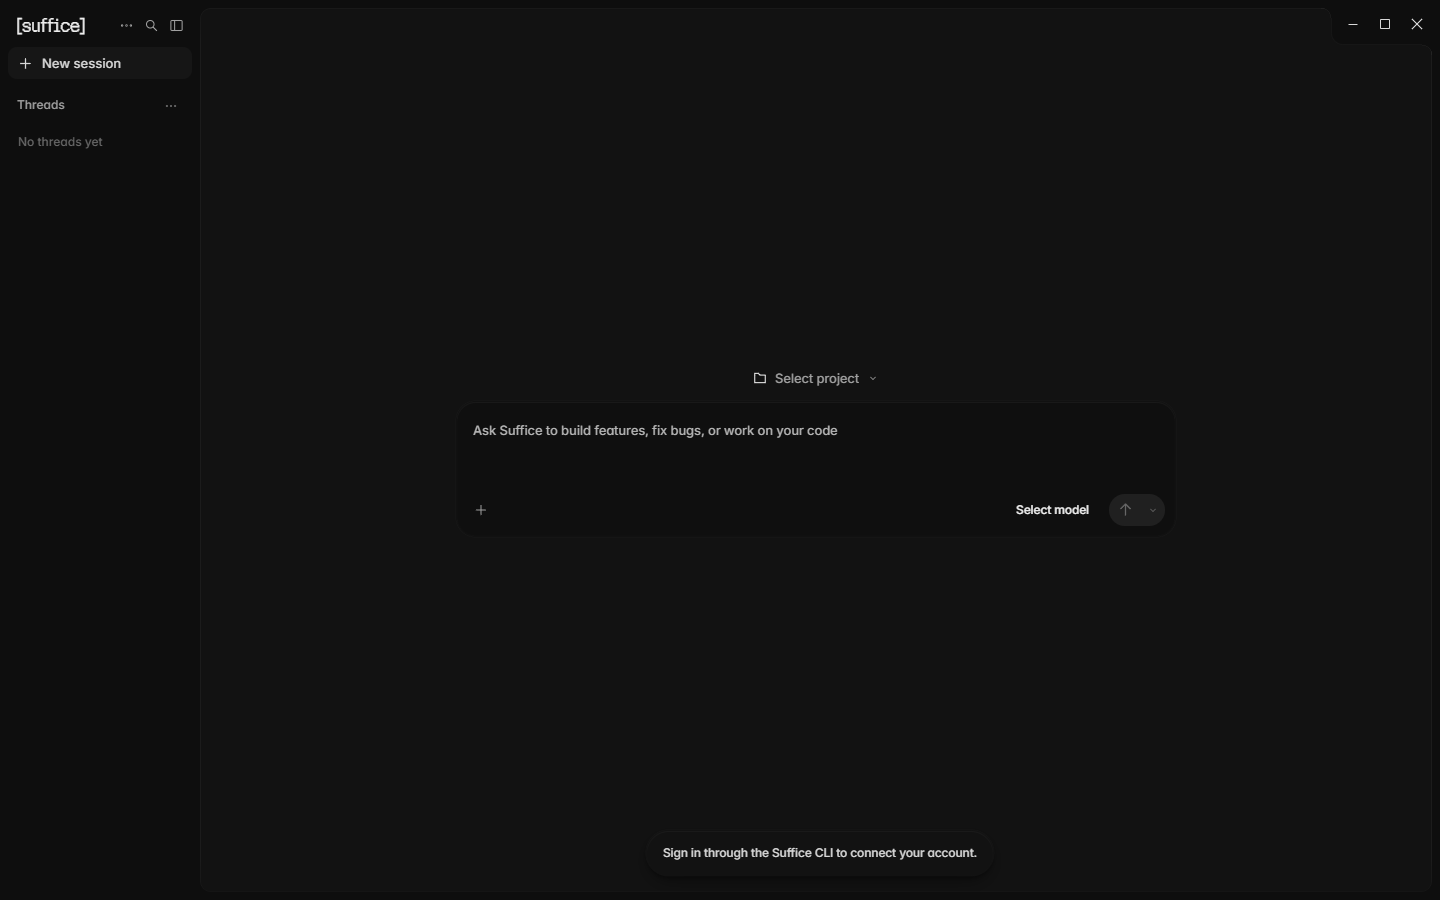 [suffice]
New session
Threads
No threads yet
Select project
Ask Suffice to build features, fix bugs, or work on your code
Select model
Sign in through the Suffice CLI to connect your account.